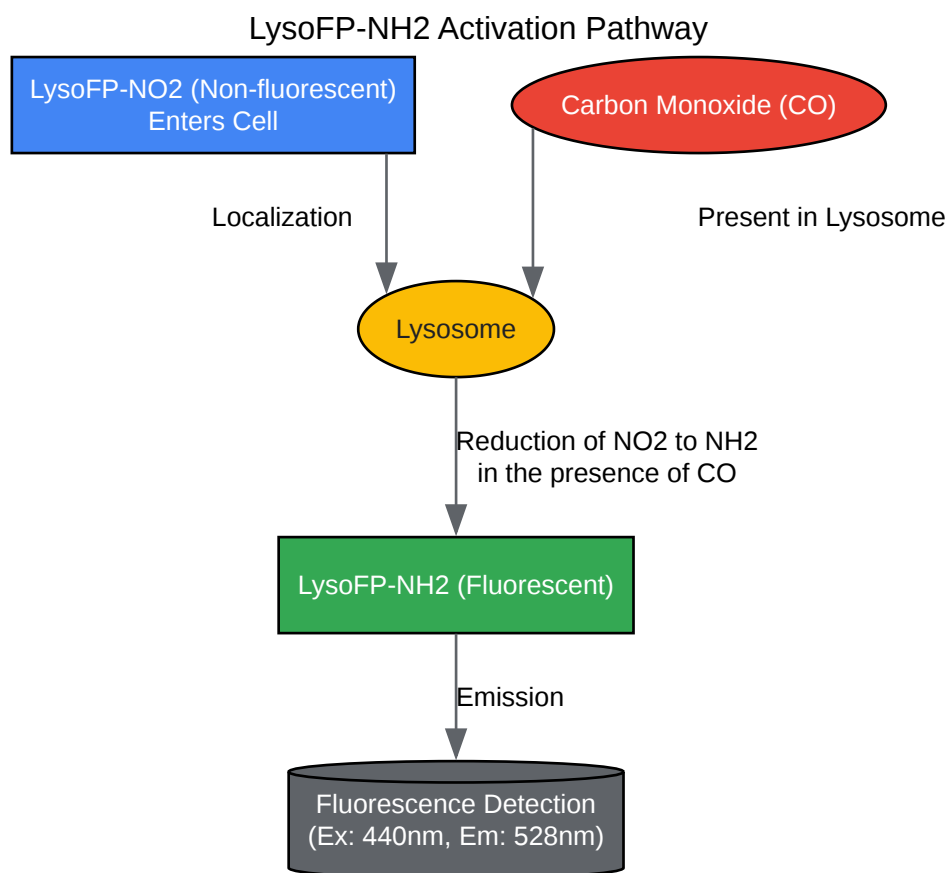 LysoFP-NH2 Activation Pathway
LysoFP-NO2 (Non-fluorescent)
Enters Cell
Carbon Monoxide (CO)
Localization
Present in Lysosome
Lysosome
Reduction of NO2 to NH2
in the presence of CO
LysoFP-NH2 (Fluorescent)
Emission
Fluorescence Detection
(Ex: 440nm, Em: 528nm)